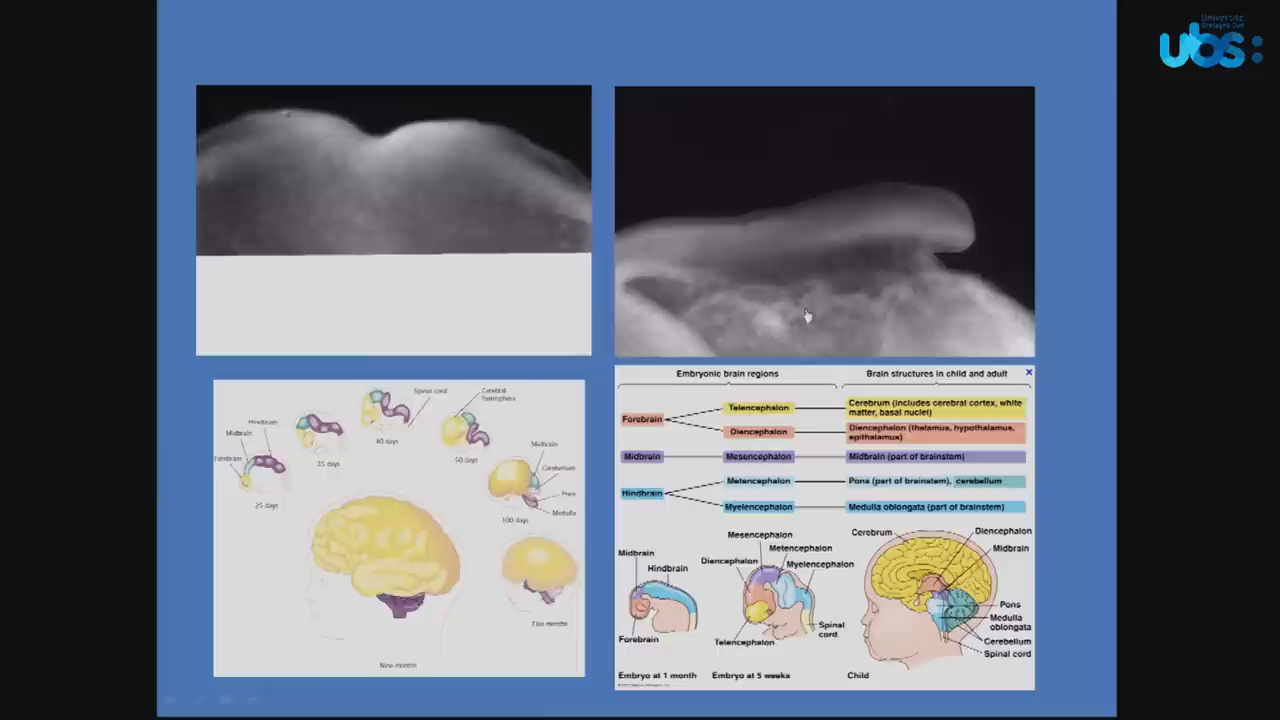 Université
Bretagne Sud
ubs:
Spinal cord
Cerebral
hemisphere
Hindbrain
Midbrain
Forebrain
25 days
35 days
40 days
50 days
Midbrain
Cerebellum
Pons
Medulla
100 days
Five months
Nine months
Embryonic brain regions
Brain structures in child and adult
Forebrain
Telencephalon
Cerebrum (includes cerebral cortex, white
matter, basal nuclei)
Diencephalon
Diencephalon (thalamus, hypothalamus,
epithalamus)
Midbrain
Mesencephalon
Midbrain (part of brainstem)
Hindbrain
Metencephalon
Pons (part of brainstem), cerebellum
Myelencephalon
Medulla oblongata (part of brainstem)
Midbrain
Hindbrain
Forebrain
Embryo at 1 month
Mesencephalon
Metencephalon
Diencephalon
Myelencephalon
Telencephalon
Spinal
cord
Embryo at 5 weeks
Cerebrum
Diencephalon
Midbrain
Pons
Medulla
oblongata
Cerebellum
Spinal cord
Child